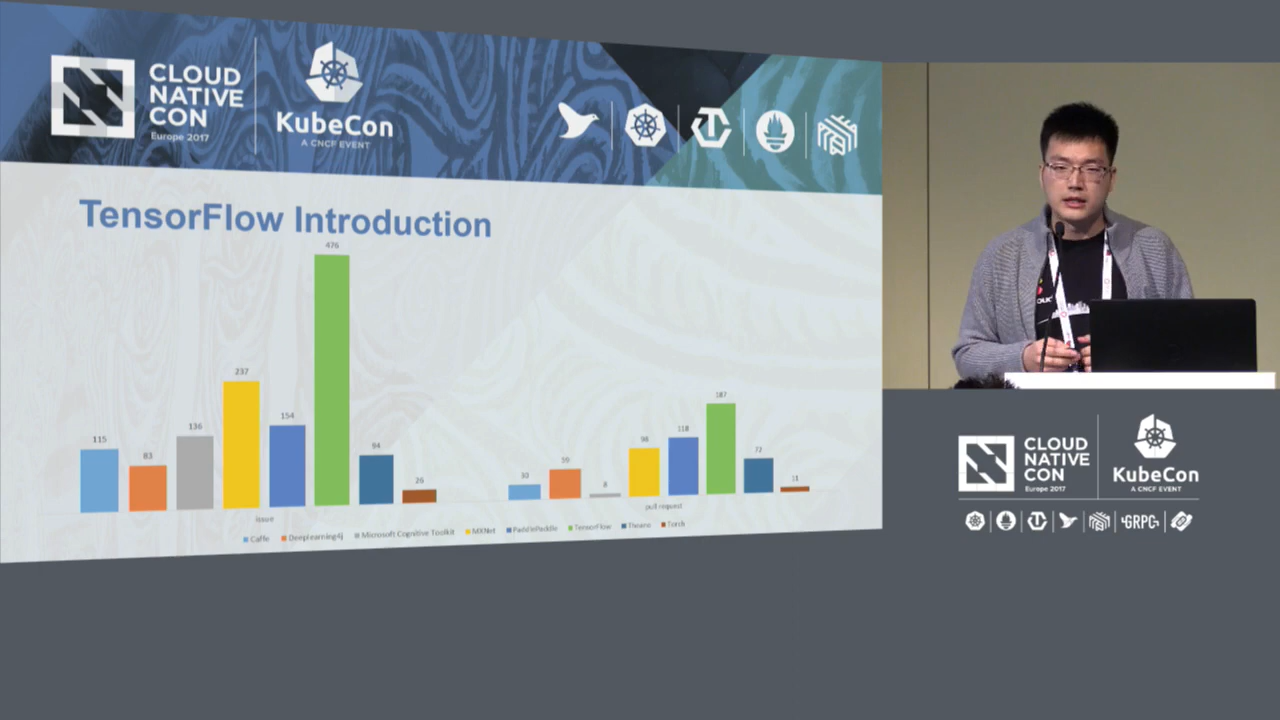 CLOUD
NATIVE
CON
Europe 2017
KubeCon
A CNCF EVENT
TensorFlow Introduction
115
83
136
237
154
476
94
26
issue
30
59
8
98
118
187
72
11
pull request
Caffe
Deeplearning4j
Microsoft Cognitive Toolkit
MXNet
PaddlePaddle
TensorFlow
Theano
Torch
CLOUD
NATIVE
CON
Europe 2017
KubeCon
A CNCF EVENT
GRPC